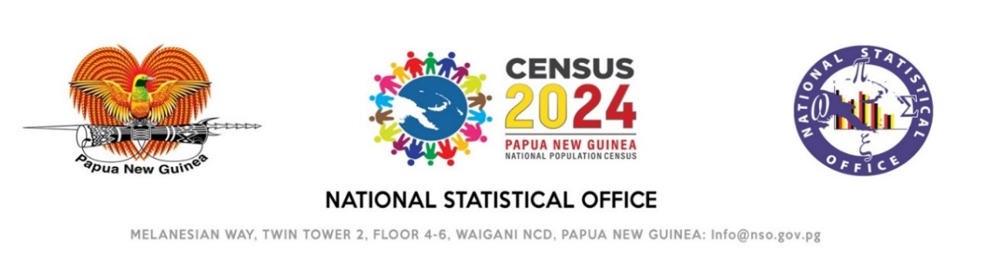 Papua New Guinea
CENSUS
2024
PAPUA NEW GUINEA
NATIONAL POPULATION CENSUS
NATIONAL STATISTICAL
OFFICE
π
ω
Σ
ξ
NATIONAL STATISTICAL OFFICE
MELANESIAN WAY, TWIN TOWER 2, FLOOR 4-6, WAIGANI NCD, PAPUA NEW GUINEA: Info@nso.gov.pg